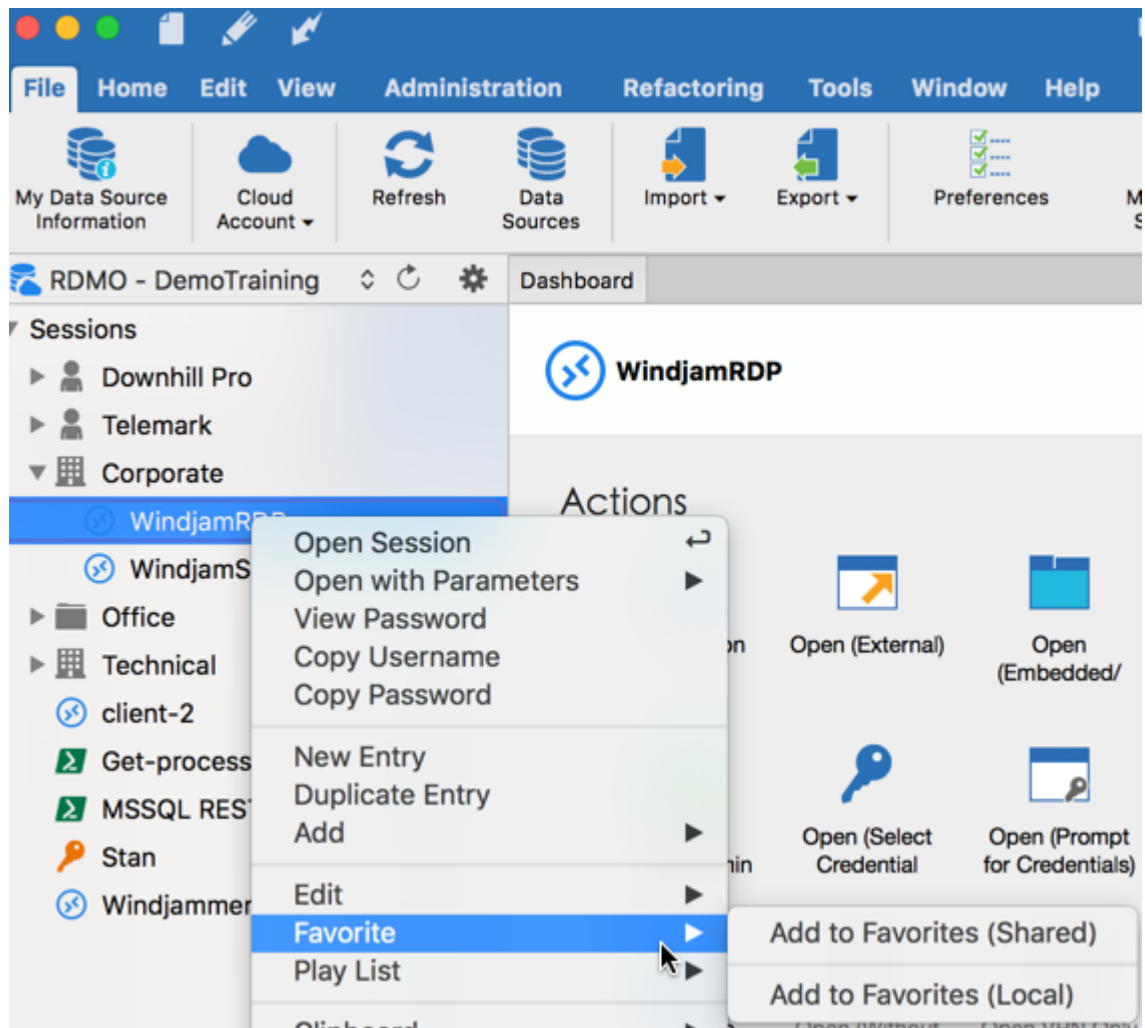 File Home Edit View Administration Refactoring Tools Window Help
My Data Source Cloud Refresh Data Import Export Preferences
Information Account Sources
RDMO - DemoTraining Dashboard
Sessions
Downhill Pro
WindjamRDP
Telemark
Corporate
Actions
WindjamR
Open Session
Open with Parameters
WindjamS
View Password
Office
Open (External) Open
Copy Username
(Embedded/
Technical
Copy Password
client-2
New Entry
Get-process
Duplicate Entry
MSSQL RES
Add
Open (Select Open (Prompt
Stan
Credential for Credentials)
Edit
Windjammer
Favorite
Add to Favorites (Shared)
Play List
Add to Favorites (Local)
Clipboard